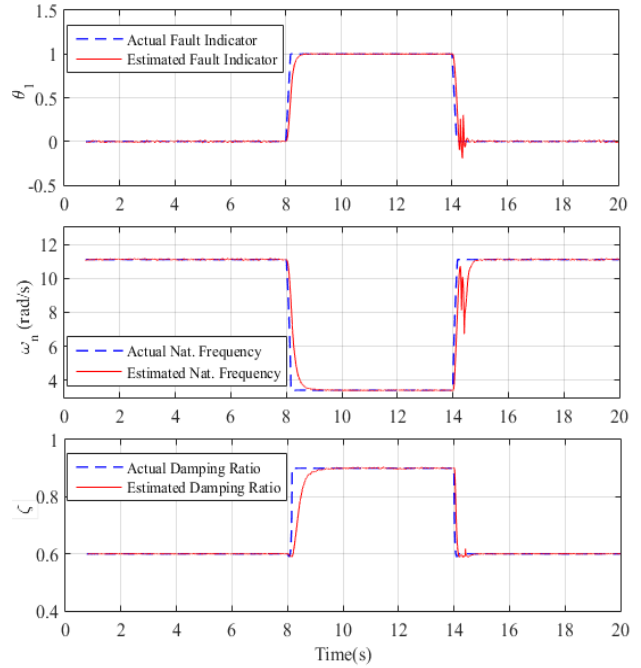 1.5
1
0.5
0
-0.5
θ1
Actual Fault Indicator
Estimated Fault Indicator
0 2 4 6 8 10 12 14 16 18 20
12
10
8
6
4
ωn (rad/s)
Actual Nat. Frequency
Estimated Nat. Frequency
0 2 4 6 8 10 12 14 16 18 20
1
0.8
0.6
0.4
ζ
Actual Damping Ratio
Estimated Damping Ratio
0 2 4 6 8 10 12 14 16 18 20
Time(s)